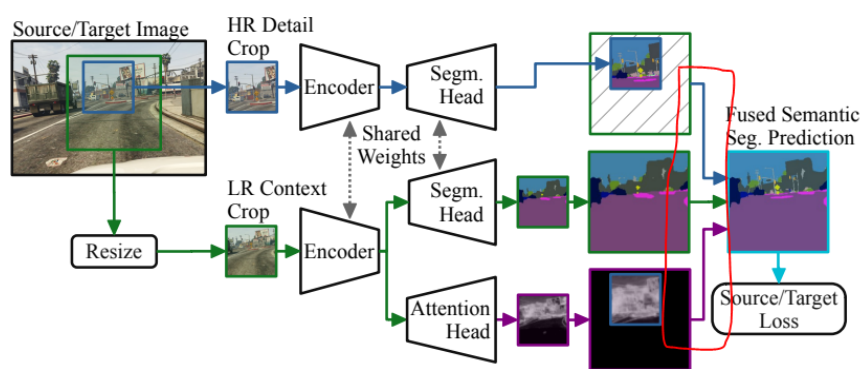 Source/Target Image
HR Detail
Crop
Encoder
Segm.
Head
Shared
Weights
Fused Semantic
Seg. Prediction
LR Context
Crop
Resize
Encoder
Segm.
Head
Attention
Head
Source/Target
Loss